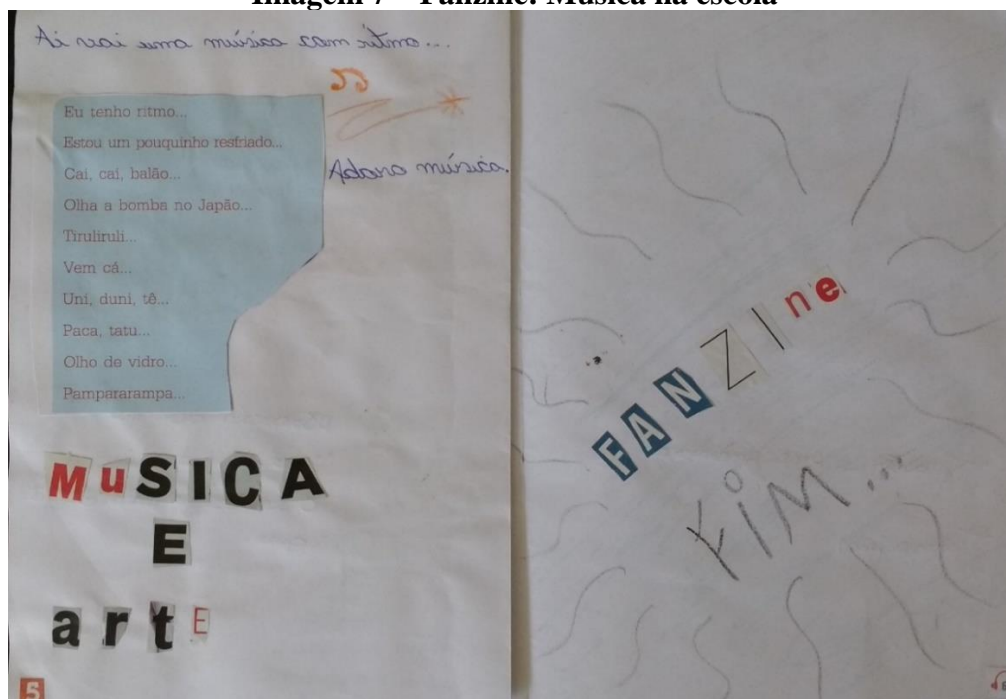 Imagem 7 – Fanzine: Música na escola
Ai vai uma música com ritmo...
Eu tenho ritmo...
Estou um pouquinho resfriado...
Cai, cai, balão...
Olha a bomba no Japão...
Tiruliruli...
Vem cá...
Uni, duni, tê...
Paca, tatu...
Olho de vidro...
Pampararampa...
Adoro música.
MuSICA
E
artE
5
FANZIne
FIM...